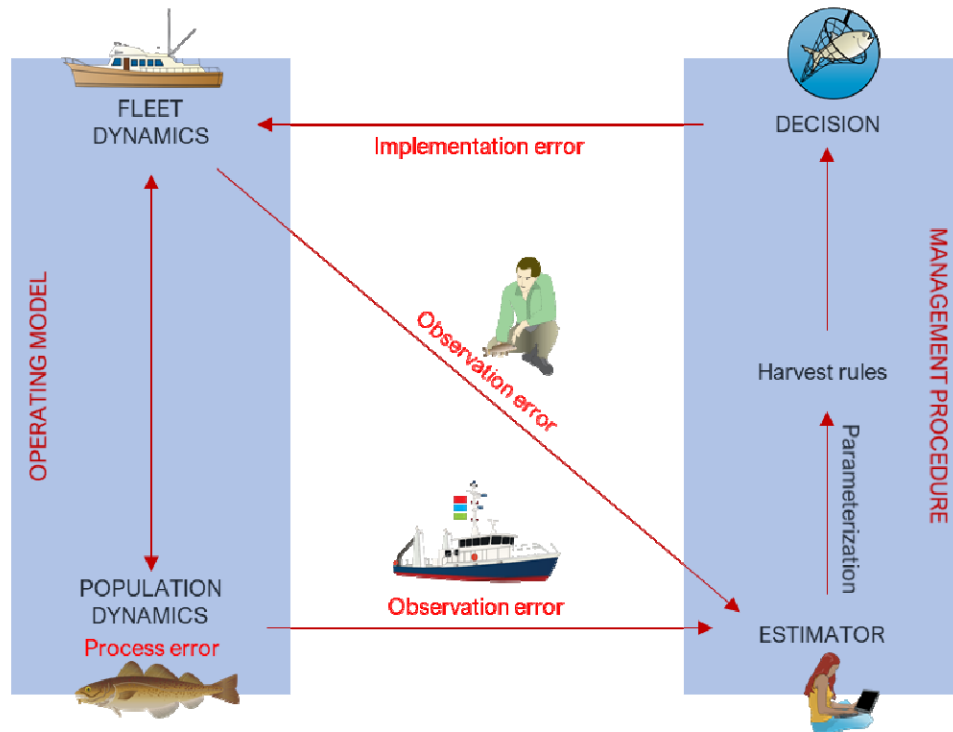 FLEET
DYNAMICS
DECISION
Implementation error
OPERATING MODEL
Observation error
MANAGEMENT PROCEDURE
Harvest rules
Parameterization
POPULATION
DYNAMICS
Process error
Observation error
ESTIMATOR